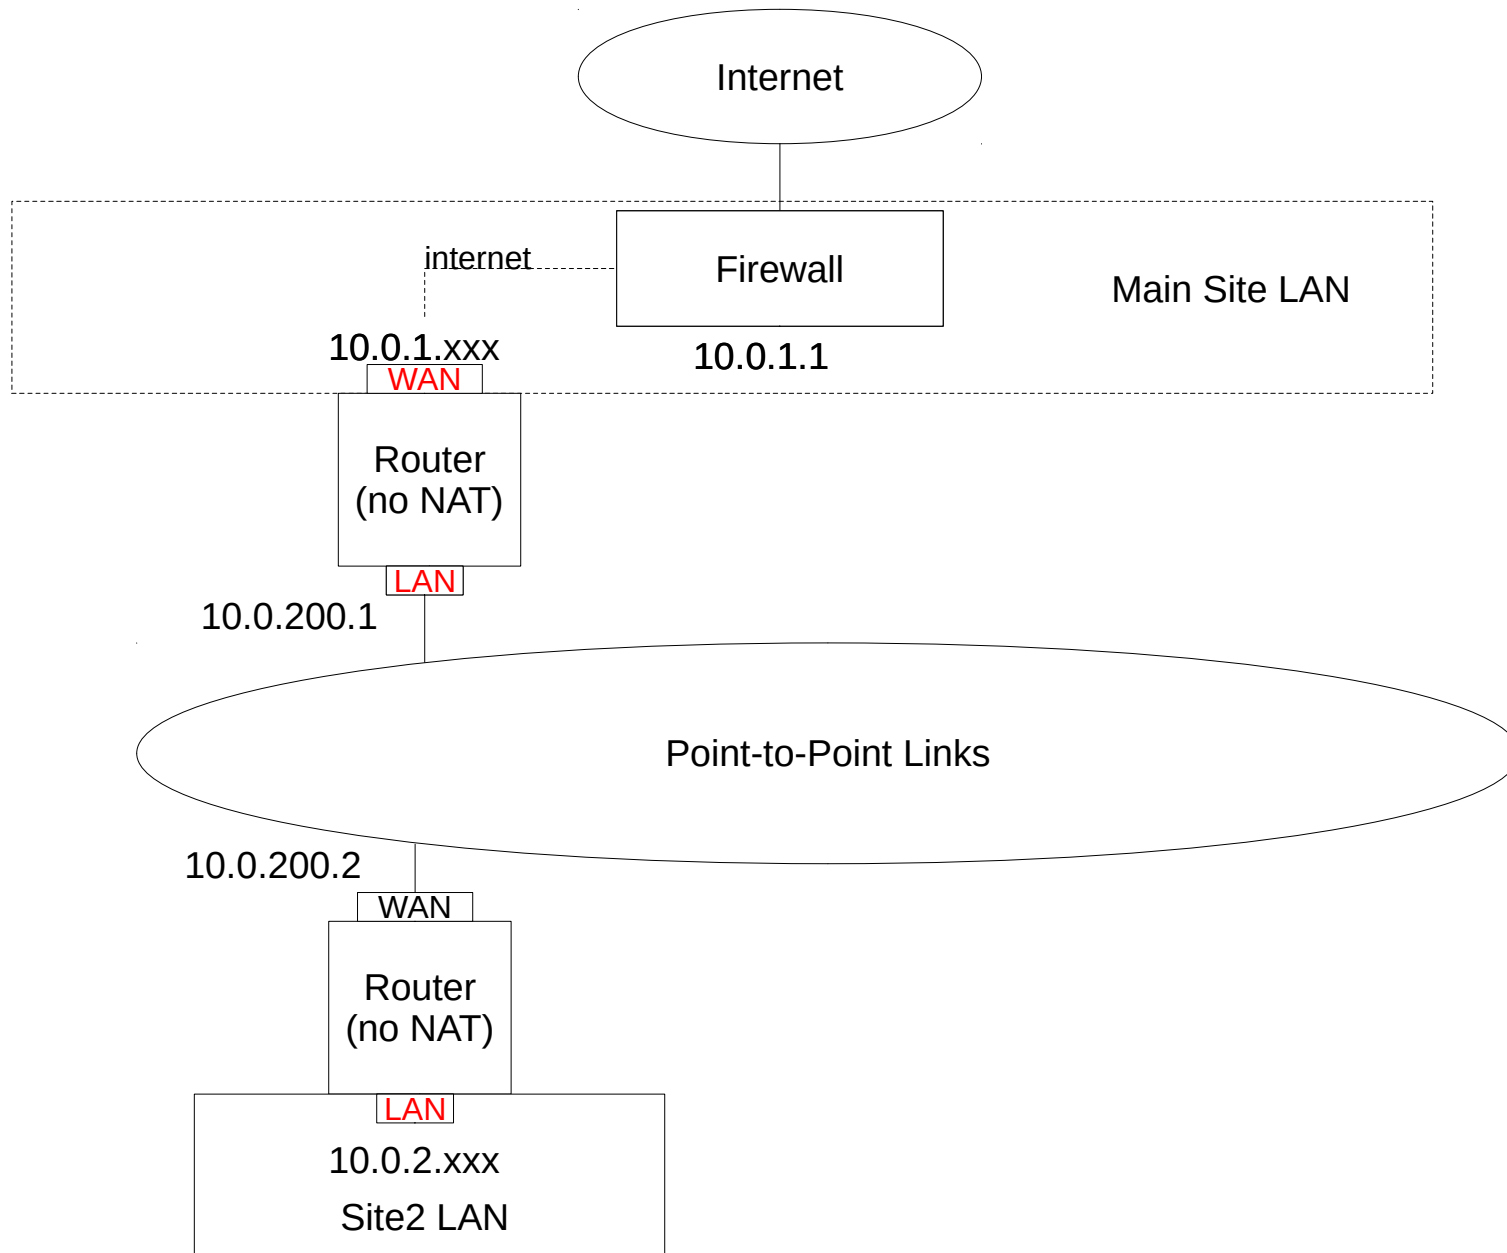 Internet
internet
Firewall
Main Site LAN
10.0.1.xxx
10.0.1.1
WAN
Router
(no NAT)
LAN
10.0.200.1
Point-to-Point Links
10.0.200.2
WAN
Router
(no NAT)
LAN
10.0.2.xxx
Site2 LAN